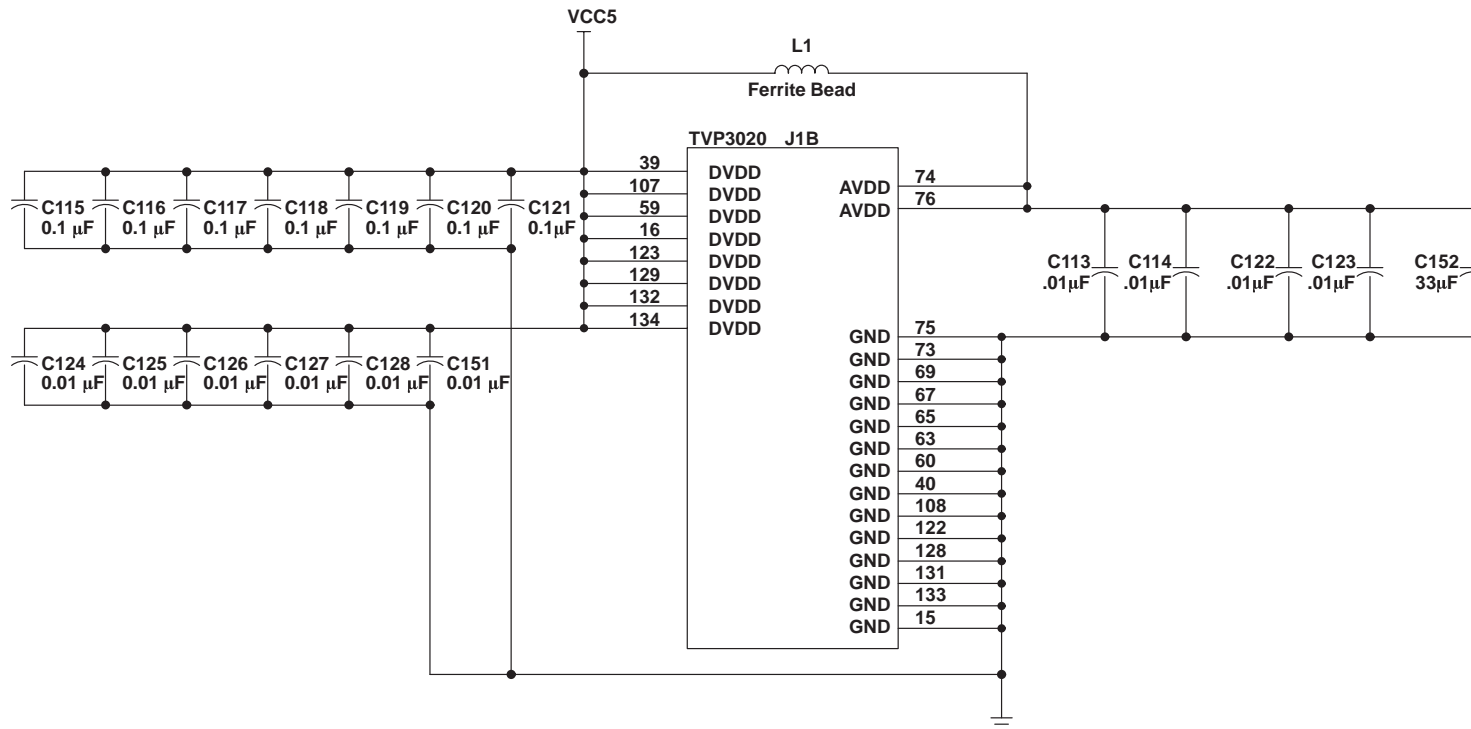 VCC5
L1
Ferrite Bead
TVP3020 J1B
39 DVDD
107 DVDD
59 DVDD
16 DVDD
123 DVDD
129 DVDD
132 DVDD
134 DVDD
AVDD 74
AVDD 76
C115 C116 C117 C118 C119 C120 C121
0.1 μF 0.1 μF 0.1 μF 0.1 μF 0.1 μF 0.1 μF 0.1μF
C124 C125 C126 C127 C128 C151
0.01 μF 0.01 μF 0.01 μF 0.01 μF 0.01 μF 0.01 μF
C113 C114 C122 C123 C152
.01μF .01μF .01μF .01μF 33μF
GND 75
GND 73
GND 69
GND 67
GND 65
GND 63
GND 60
GND 40
GND 108
GND 122
GND 128
GND 131
GND 133
GND 15